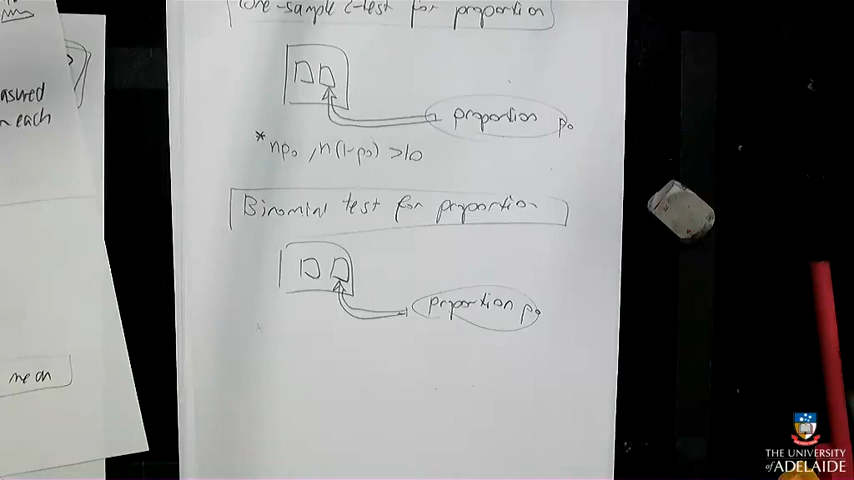 one-sample z-test for proportion
proportion p₀
*np₀, n(1-p₀) >10
Binomial test for proportion
proportion p₀
asured
n each
mean
THE UNIVERSITY
of ADELAIDE